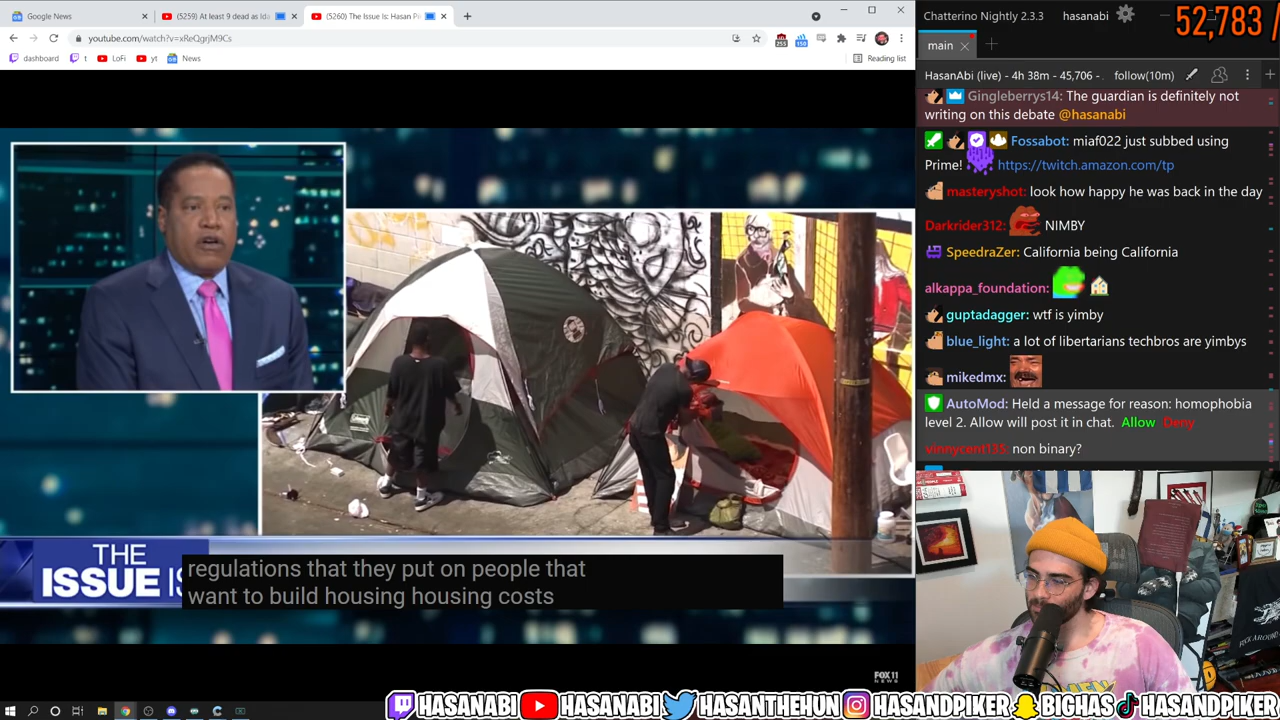 Google News
(5259) At least 9 dead as Ida
(5260) The Issue Is: Hasan Pi
youtube.com/watch?v=xReQgrjM9Cs
255
150
dashboard
t
LoFi
yt
News
Reading list
THE
ISSUE IS
regulations that they put on people that
want to build housing housing costs
FOX 11
NEWS
Chatterino Nightly 2.3.3
hasanabi
52,783 /
main
HasanAbi (live) - 4h 38m - 45,706 - .
follow(10m)
Gingleberrys14: The guardian is definitely not
writing on this debate @hasanabi
Fossabot: miaf022 just subbed using
Prime! https://twitch.amazon.com/tp
masteryshot: look how happy he was back in the day
Darkrider312: NIMBY
SpeedraZer: California being California
alkappa_foundation:
guptadagger: wtf is yimby
blue_light: a lot of libertarians techbros are yimbys
mikedmx:
AutoMod: Held a message for reason: homophobia
level 2. Allow will post it in chat. Allow Deny
vinnycent135: non binary?
HASANABI HASANABI HASANTHEHUN HASANDPIKER BIGHAS HASANDPIKER